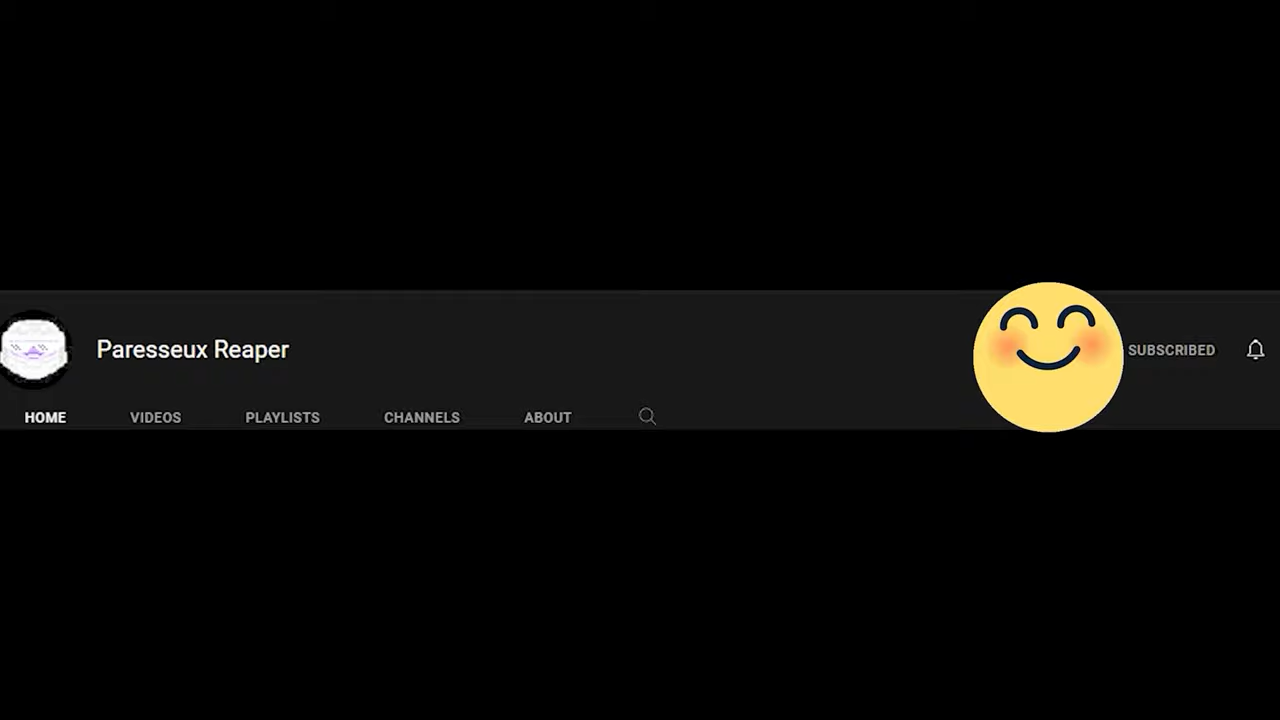 Paresseux Reaper
SUBSCRIBED
HOME
VIDEOS
PLAYLISTS
CHANNELS
ABOUT